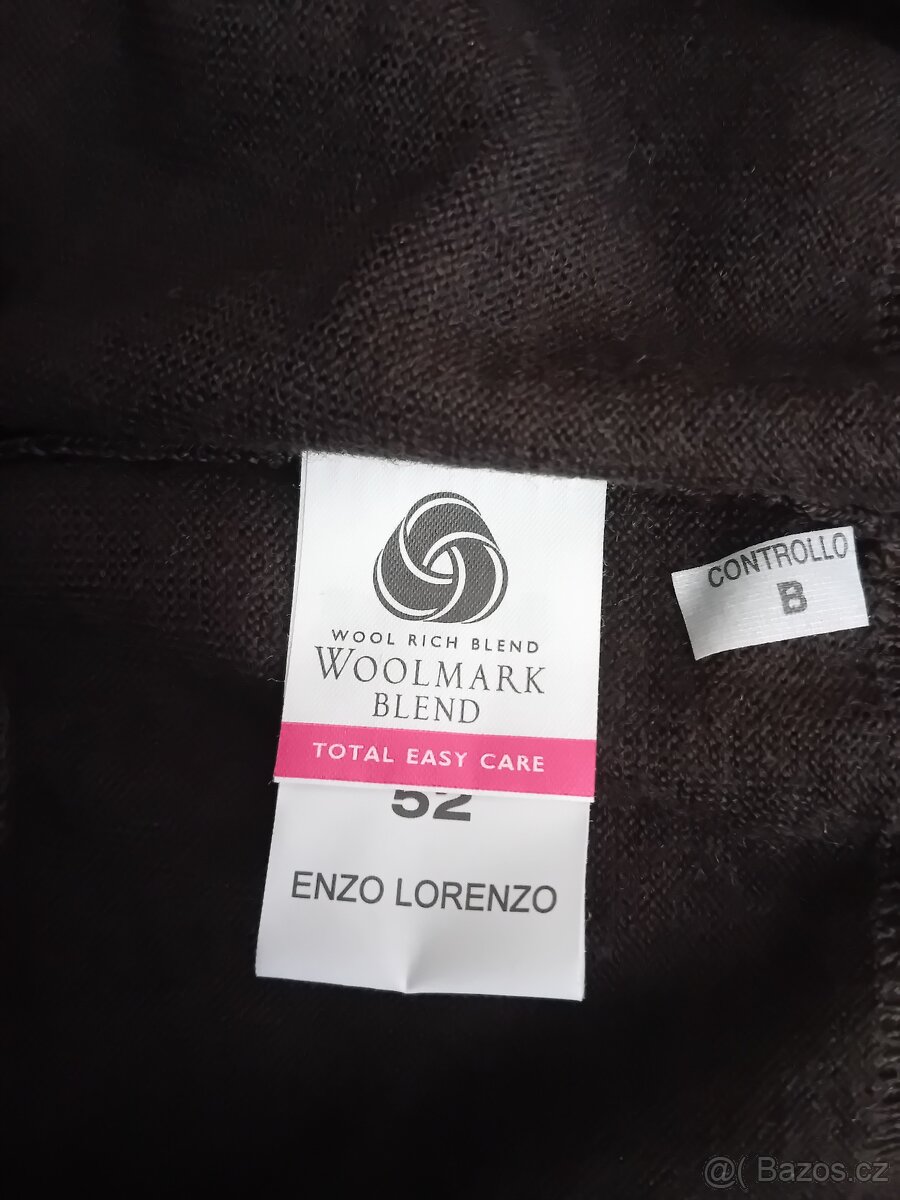 WOOL RICH BLEND
WOOLMARK
BLEND
TOTAL EASY CARE
52
ENZO LORENZO
CONTROLLO
B
@( Bazos.cz